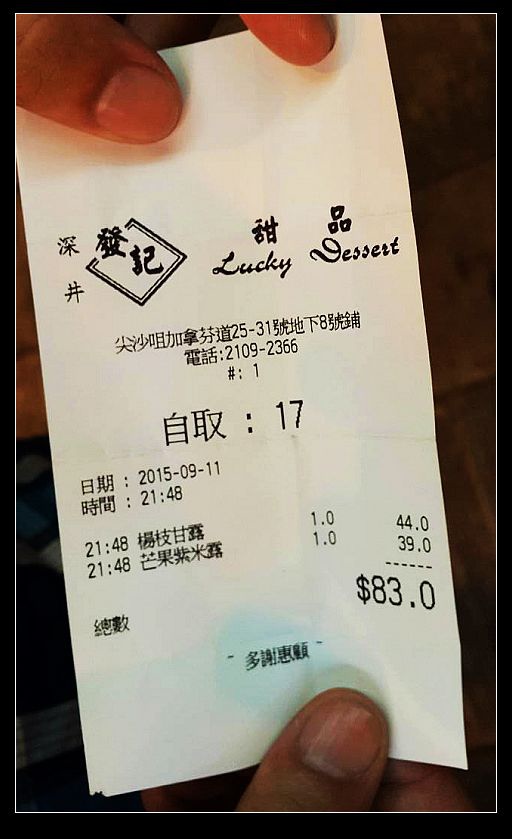 深井 發記 甜品
Lucky Dessert
尖沙咀加拿芬道25-31號地下8號鋪
電話:2109-2366
#: 1
自取 : 17
日期 : 2015-09-11
時間 : 21:48
21:48 楊枝甘露 1.0 44.0
21:48 芒果紫米露 1.0 39.0
------
$83.0
總數
- 多謝惠顧 -